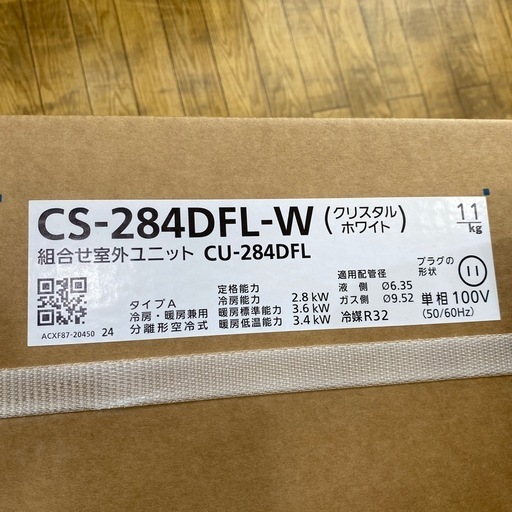 CS-284DFL-W (クリスタルホワイト) 11/kg
組合せ室外ユニット CU-284DFL
ACXF87-20450 24
タイプA
冷房・暖房兼用
分離形空冷式
定格能力
冷房能力 2.8 kW
暖房標準能力 3.6 kW
暖房低温能力 3.4 kW
適用配管径
液 側 Ø6.35
ガス側 Ø9.52
冷媒R32
プラグの形状
単相 100V
(50/60Hz)